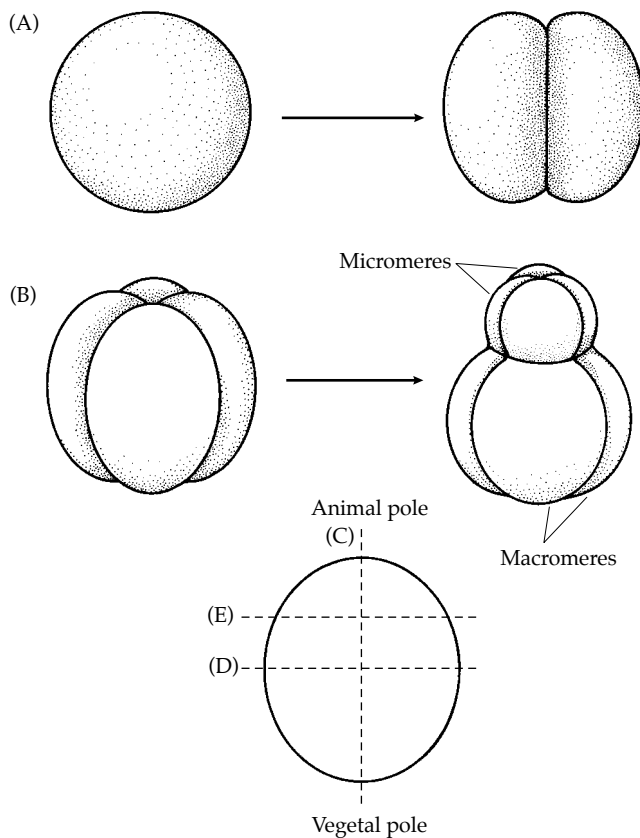 (A)
Micromeres
(B)
Animal pole
(C)
Macromeres
(E)
(D)
Vegetal pole